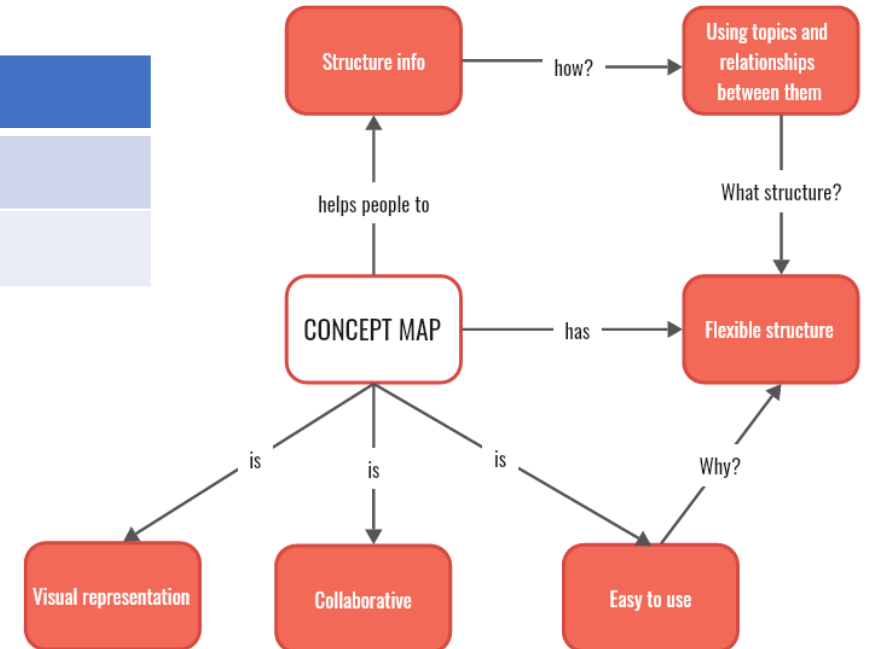 Structure info
how?
Using topics and
relationships
between them
helps people to
What structure?
CONCEPT MAP
has
Flexible structure
is
is
is
Why?
Visual representation
Collaborative
Easy to use